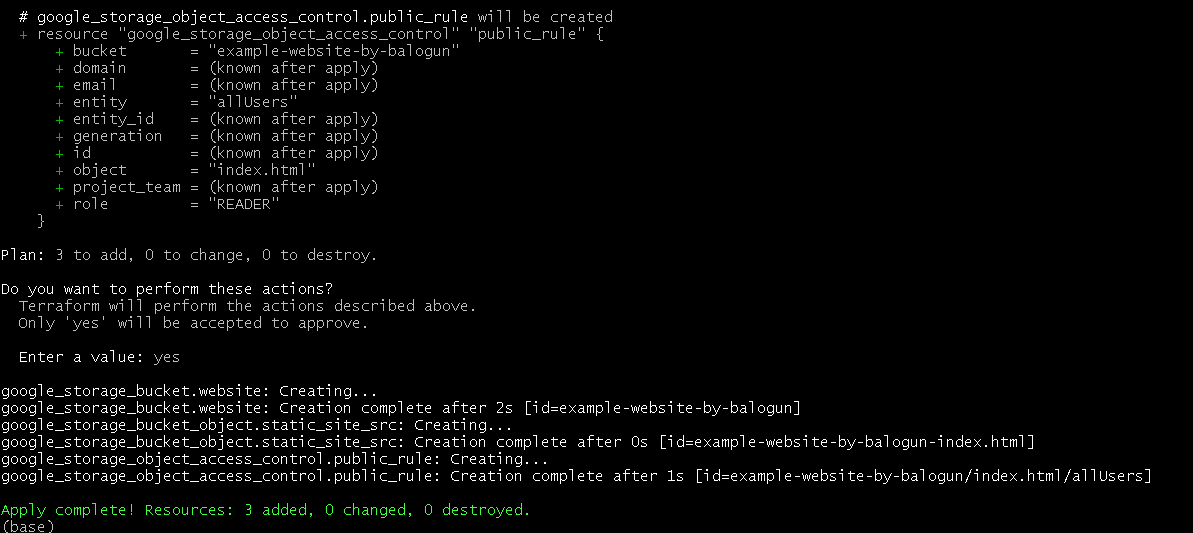 # google_storage_object_access_control.public_rule will be created
+ resource "google_storage_object_access_control" "public_rule" {
+ bucket = "example-website-by-balogun"
+ domain = (known after apply)
+ email = (known after apply)
+ entity = "allUsers"
+ entity_id = (known after apply)
+ generation = (known after apply)
+ id = (known after apply)
+ object = "index.html"
+ project_team = (known after apply)
+ role = "READER"
}
Plan: 3 to add, 0 to change, 0 to destroy.
Do you want to perform these actions?
Terraform will perform the actions described above.
Only 'yes' will be accepted to approve.
Enter a value: yes
google_storage_bucket.website: Creating...
google_storage_bucket.website: Creation complete after 2s [id=example-website-by-balogun]
google_storage_bucket_object.static_site_src: Creating...
google_storage_bucket_object.static_site_src: Creation complete after 0s [id=example-website-by-balogun-index.html]
google_storage_object_access_control.public_rule: Creating...
google_storage_object_access_control.public_rule: Creation complete after 1s [id=example-website-by-balogun/index.html/allUsers]
Apply complete! Resources: 3 added, 0 changed, 0 destroyed.
(base)